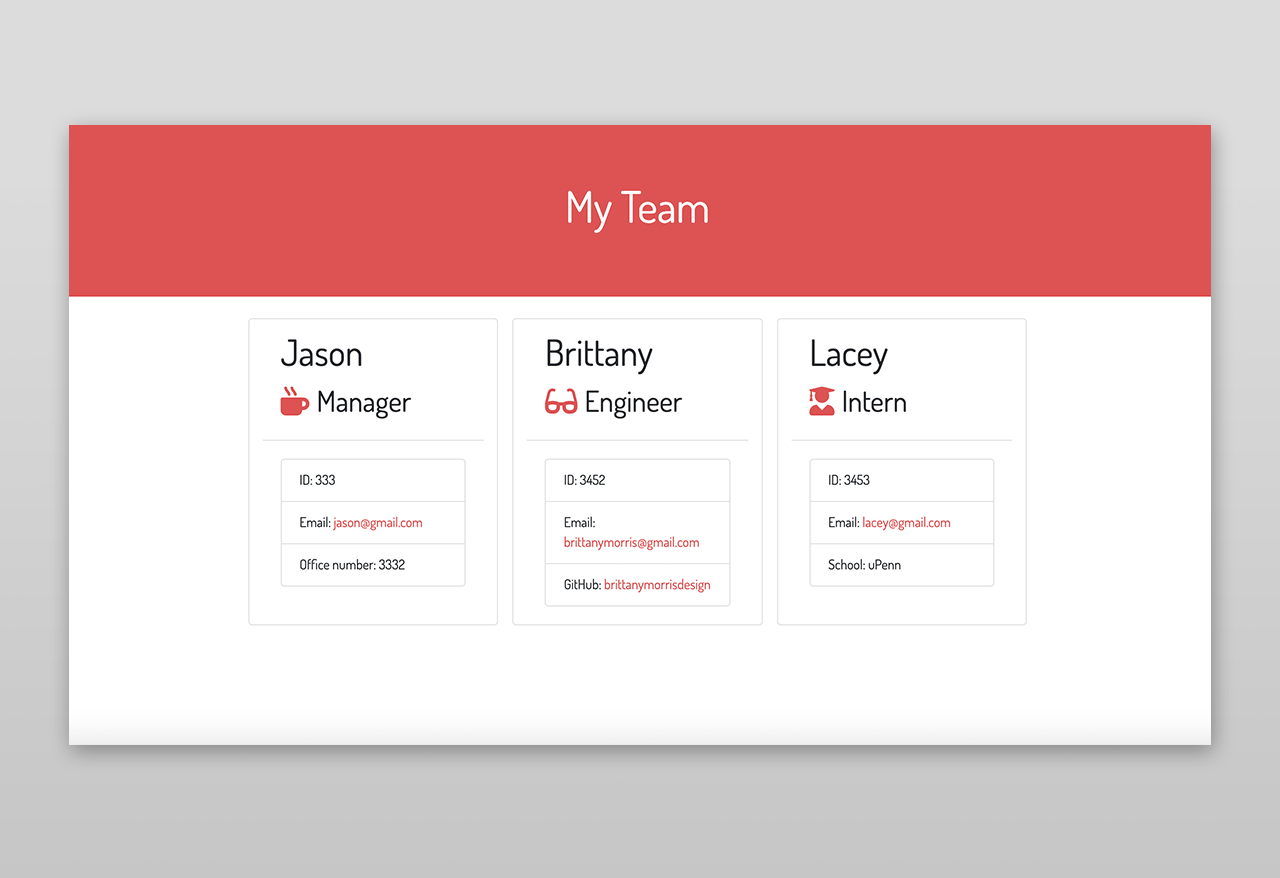 My Team
Jason
Manager
ID: 333
Email: jason@gmail.com
Office number: 3332
Brittany
Engineer
ID: 3452
Email:
brittanymorris@gmail.com
GitHub: brittanymorrisdesign
Lacey
Intern
ID: 3453
Email: lacey@gmail.com
School: uPenn